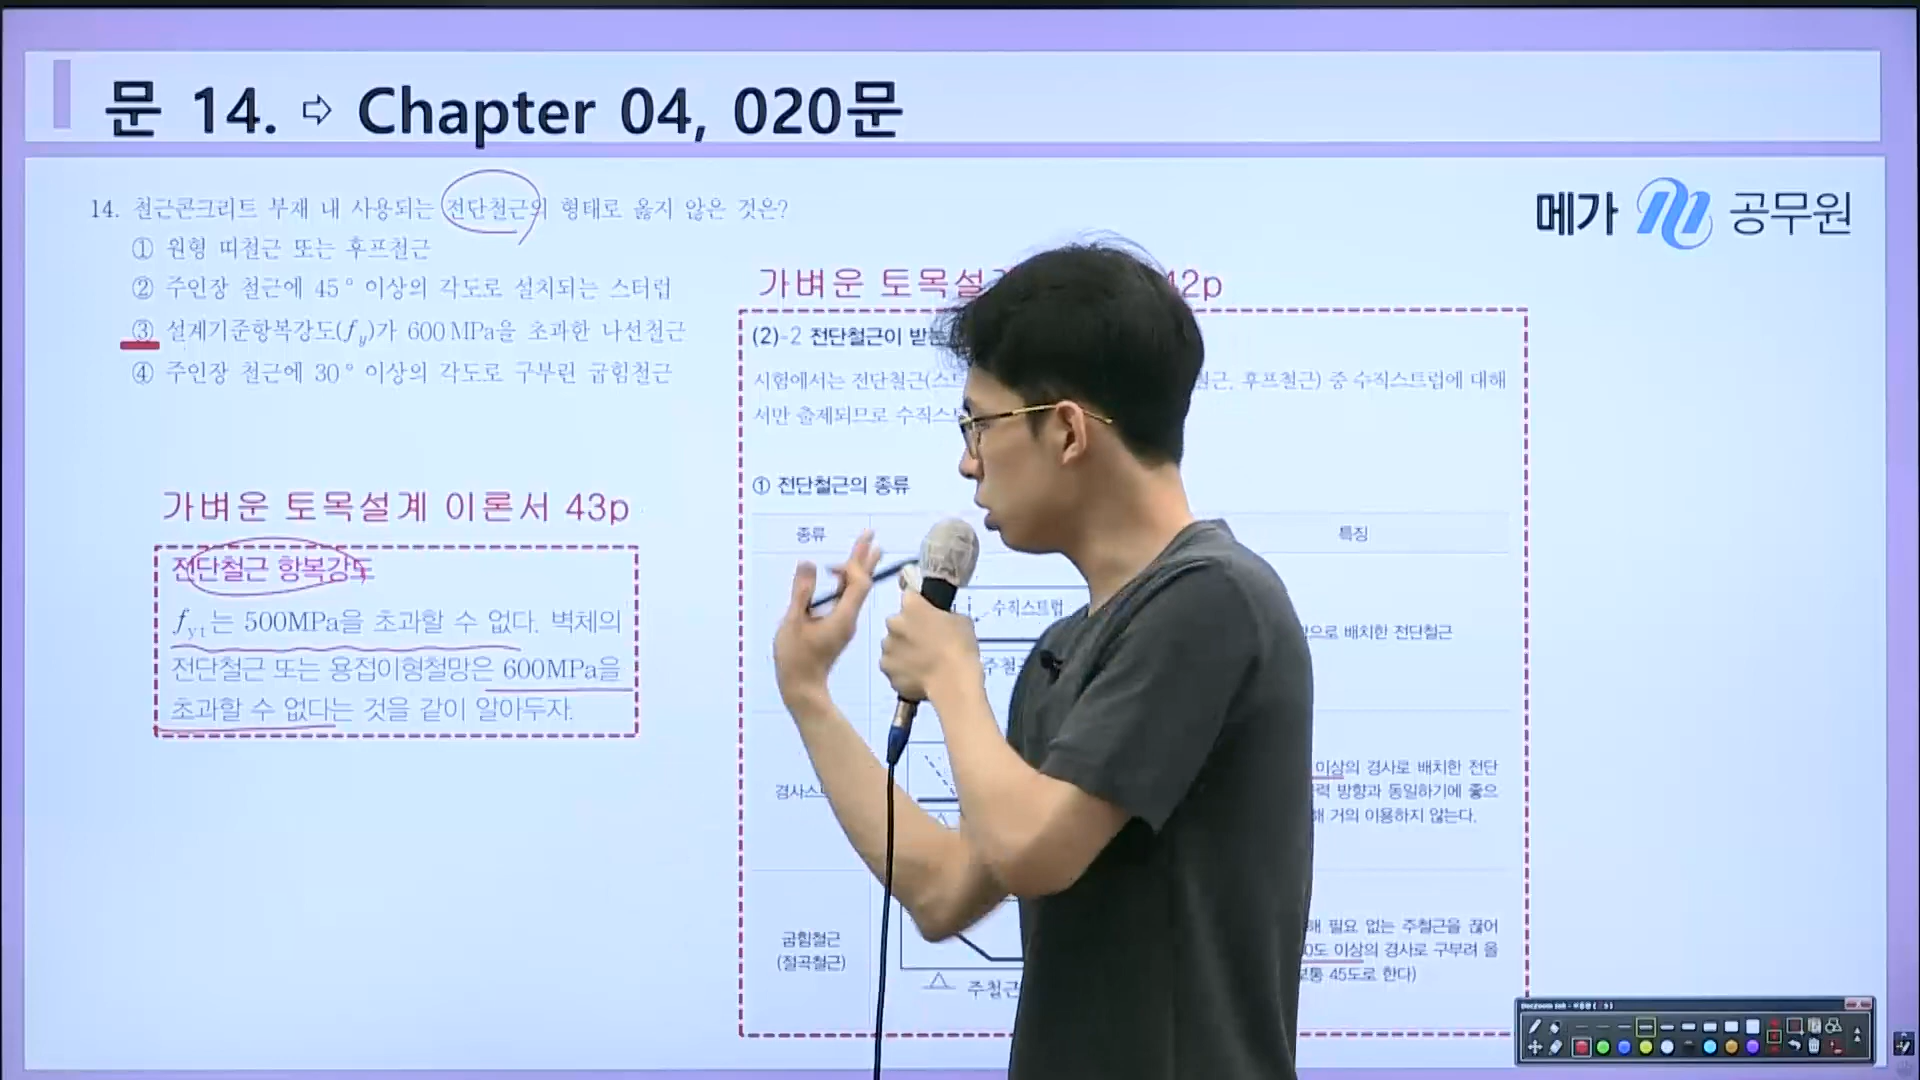 문 14. ⇨ Chapter 04, 020문
메가 공무원
14. 철근콘크리트 부재 내 사용되는 전단철근의 형태로 옳지 않은 것은?
① 원형 띠철근 또는 후프철근
② 주인장 철근에 45° 이상의 각도로 설치되는 스터럽
③ 설계기준항복강도(fy)가 600MPa을 초과한 나선철근
④ 주인장 철근에 30° 이상의 각도로 구부린 굽힘철근
가벼운 토목설계 이론서 43p
전단철근 항복강도
fyt는 500MPa을 초과할 수 없다. 벽체의
전단철근 또는 용접이형철망은 600MPa을
초과할 수 없다는 것을 같이 알아두자.
가벼운 토목설 42p
(2)-2 전단철근이 받는
시험에서는 전단철근(스 철근, 후프철근) 중 수직스트럽에 대해
서만 출제되므로 수직스
① 전단철근의 종류
종류 특징
수직스트럽
주철 으로 배치한 전단철근
경사스
이상의 경사로 배치한 전단
력 방향과 동일하기에 좋으
해 거의 이용하지 않는다.
굽힘철근
(절곡철근)
주철근
해 필요 없는 주철근을 끊어
0도 이상의 경사로 구부려 올
보통 45도로 한다)